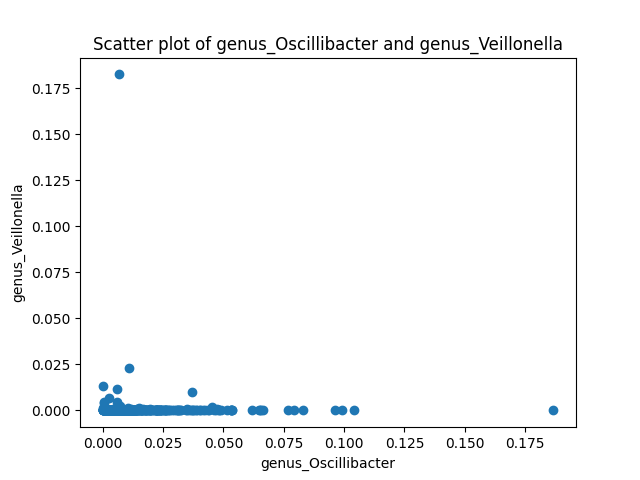 Scatter plot of genus_Oscillibacter and genus_Veillonella
0.175
0.150
0.125
0.100
0.075
0.050
0.025
0.000
genus_Veillonella
0.000 0.025 0.050 0.075 0.100 0.125 0.150 0.175
genus_Oscillibacter